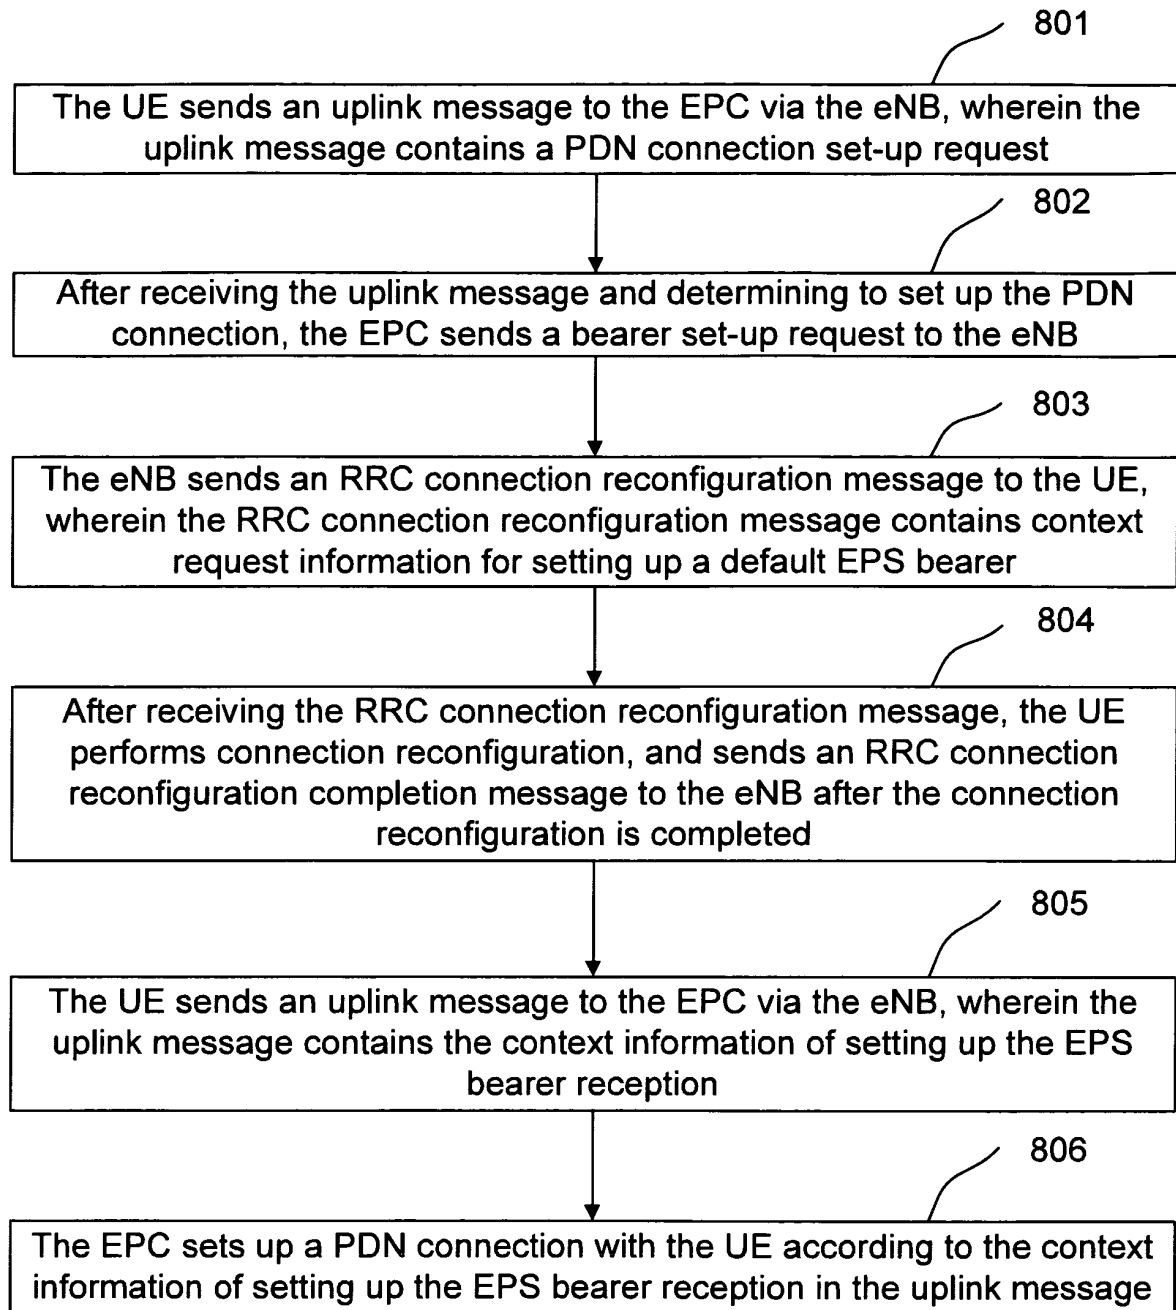 801
The UE sends an uplink message to the EPC via the eNB, wherein the
uplink message contains a PDN connection set-up request
802
After receiving the uplink message and determining to set up the PDN
connection, the EPC sends a bearer set-up request to the eNB
803
The eNB sends an RRC connection reconfiguration message to the UE,
wherein the RRC connection reconfiguration message contains context
request information for setting up a default EPS bearer
804
After receiving the RRC connection reconfiguration message, the UE
performs connection reconfiguration, and sends an RRC connection
reconfiguration completion message to the eNB after the connection
reconfiguration is completed
805
The UE sends an uplink message to the EPC via the eNB, wherein the
uplink message contains the context information of setting up the EPS
bearer reception
806
The EPC sets up a PDN connection with the UE according to the context
information of setting up the EPS bearer reception in the uplink message